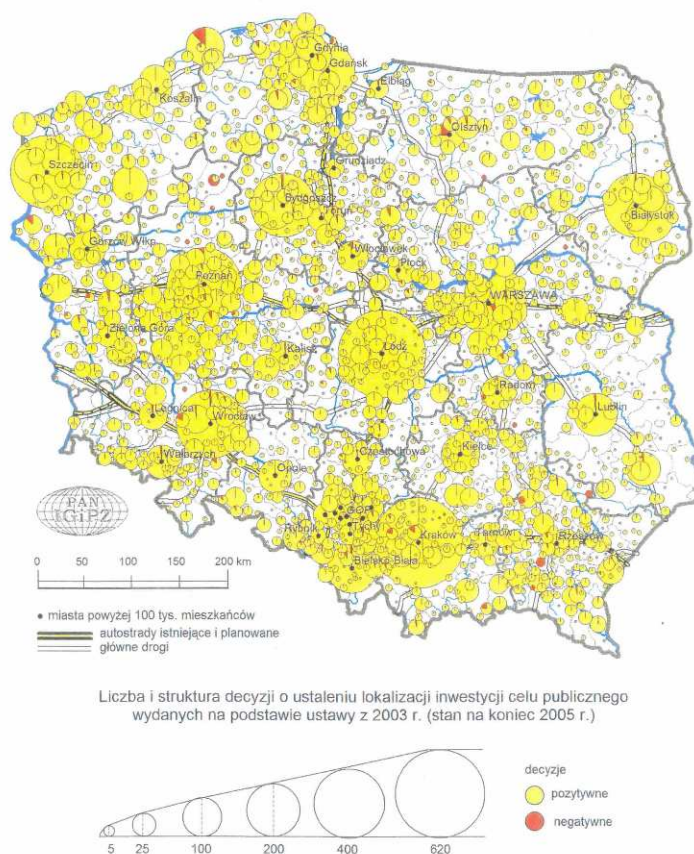 Gdynia
Gdańsk
Elbląg
Koszalin
Olsztyn
Szczecin
Grudziądz
Bydgoszcz
Toruń
Białystok
Gorzów Wlkp.
Włocławek
Płock
Poznań
WARSZAWA
Zielona Góra
Kalisz
Łódź
Radom
Legnica
Wrocław
Lublin
Wałbrzych
Częstochowa
Kielce
Opole
PAN
IGiPZ
GOP
Rybnik
Tychy
Kraków
Tarnów
Rzeszów
Bielsko-Biała
0 50 100 150 200 km
miasta powyżej 100 tys. mieszkańców
autostrady istniejące i planowane
główne drogi
Liczba i struktura decyzji o ustaleniu lokalizacji inwestycji celu publicznego
wydanych na podstawie ustawy z 2003 r. (stan na koniec 2005 r.)
decyzje
pozytywne
negatywne
5 25 100 200 400 620